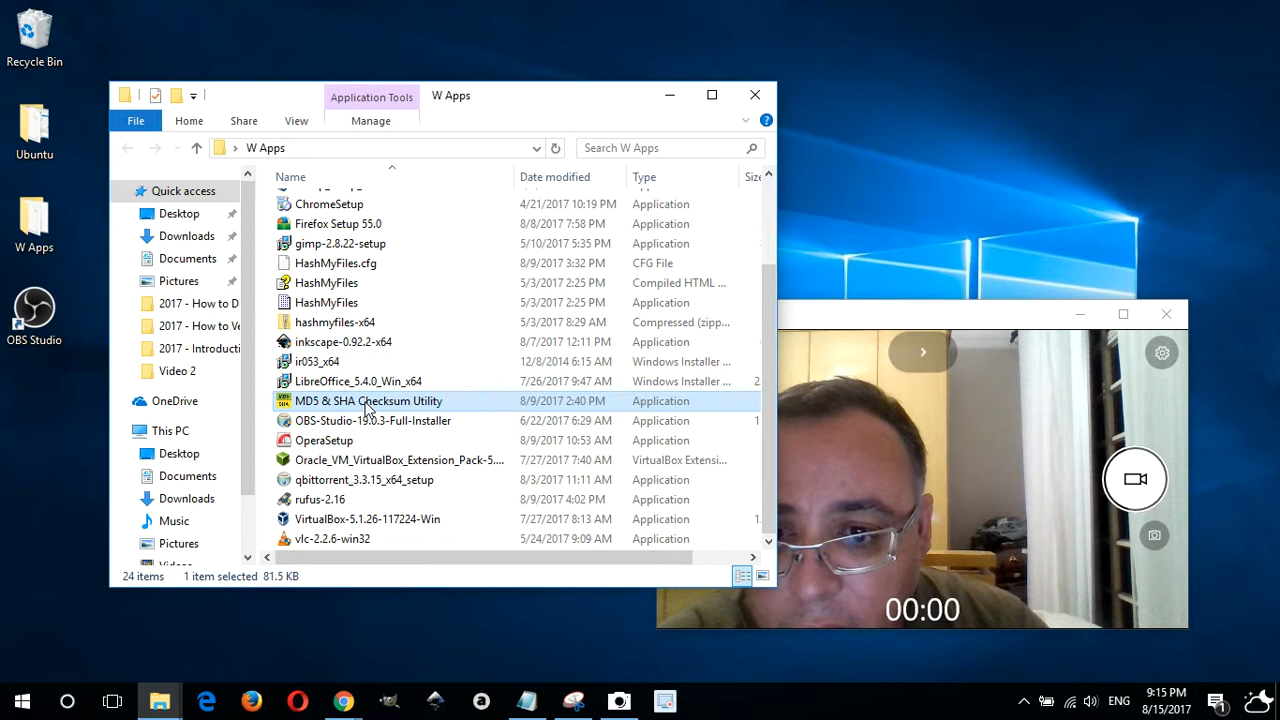 Recycle Bin
Ubuntu
W Apps
OBS Studio
Application Tools
W Apps
File
Home
Share
View
Manage
W Apps
Search W Apps
Quick access
Desktop
Downloads
Documents
Pictures
2017 - How to D
2017 - How to Ve
2017 - Introducti
Video 2
OneDrive
This PC
Desktop
Documents
Downloads
Music
Pictures
Name Date modified Type Size
ChromeSetup 4/21/2017 10:19 PM Application
Firefox Setup 55.0 8/8/2017 7:58 PM Application
gimp-2.8.22-setup 5/10/2017 5:35 PM Application
HashMyFiles.cfg 8/9/2017 3:32 PM CFG File
HashMyFiles 5/3/2017 2:25 PM Compiled HTML ...
HashMyFiles 5/3/2017 2:25 PM Application
hashmyfiles-x64 5/3/2017 8:29 AM Compressed (zipp...
inkscape-0.92.2-x64 8/7/2017 12:11 PM Application
ir053_x64 12/8/2014 6:15 AM Windows Installer ...
LibreOffice_5.4.0_Win_x64 7/26/2017 9:47 AM Windows Installer ... 2
MD5 & SHA Checksum Utility 8/9/2017 2:40 PM Application
OBS-Studio-19.0.3-Full-Installer 6/22/2017 6:29 AM Application 1
OperaSetup 8/9/2017 10:53 AM Application
Oracle_VM_VirtualBox_Extension_Pack-5.... 7/27/2017 7:40 AM VirtualBox Extensi...
qbittorrent_3.3.15_x64_setup 8/3/2017 11:11 AM Application
rufus-2.16 8/9/2017 4:02 PM Application
VirtualBox-5.1.26-117224-Win 7/27/2017 8:13 AM Application 1
vlc-2.2.6-win32 5/24/2017 9:09 AM Application
24 items 1 item selected 81.5 KB
00:00
ENG
9:15 PM
8/15/2017
1